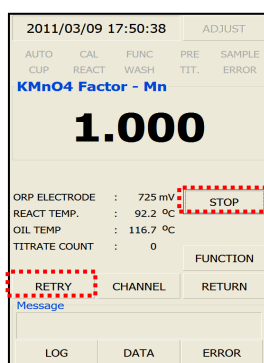 2011/03/09 17:50:38 ADJUST
AUTO CAL FUNC PRE SAMPLE
CUP REACT WASH TIT. ERROR
KMnO4 Factor - Mn
1.000
ORP ELECTRODE : 725 mV
STOP
REACT TEMP. : 92.2 ºC
OIL TEMP : 116.7 ºC
TITRATE COUNT : 0
FUNCTION
RETRY CHANNEL RETURN
Message
LOG DATA ERROR